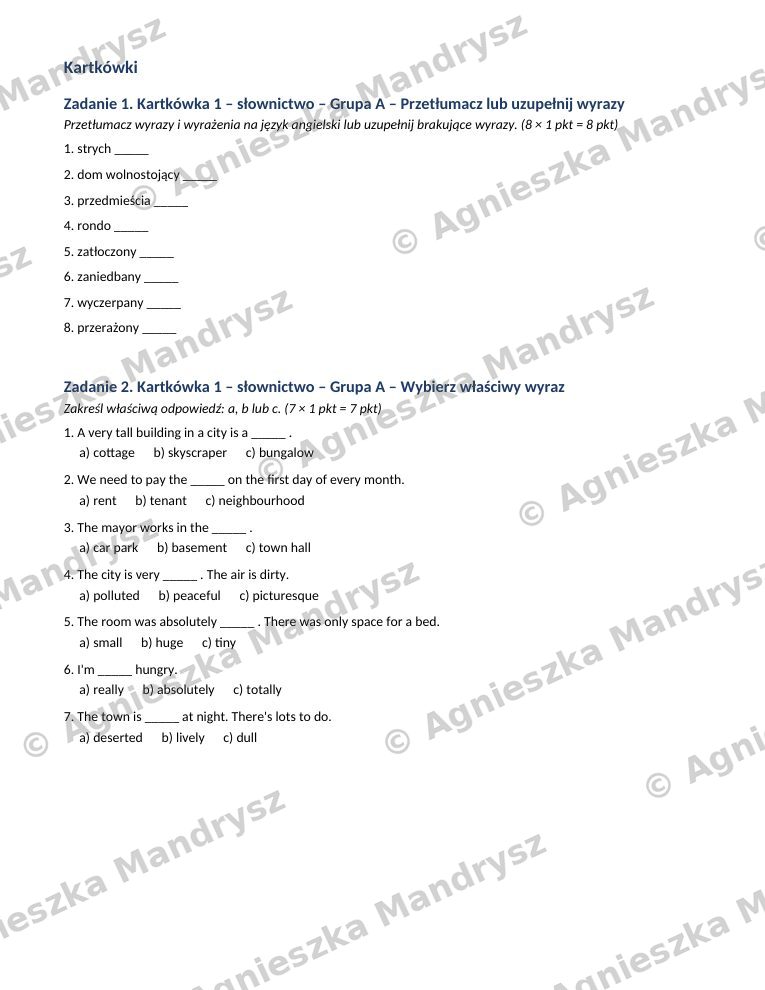 Kartkówki
Zadanie 1. Kartkówka 1 – słownictwo – Grupa A – Przetłumacz lub uzupełnij wyrazy
Przetłumacz wyrazy i wyrażenia na język angielski lub uzupełnij brakujące wyrazy. (8 × 1 pkt = 8 pkt)
1. strych _____
2. dom wolnostojący _____
3. przedmieścia _____
4. rondo _____
5. zatłoczony _____
6. zaniedbany _____
7. wyczerpany _____
8. przerażony _____
Zadanie 2. Kartkówka 1 – słownictwo – Grupa A – Wybierz właściwy wyraz
Zakreśl właściwą odpowiedź: a, b lub c. (7 × 1 pkt = 7 pkt)
1. A very tall building in a city is a _____ .
a) cottage b) skyscraper c) bungalow
2. We need to pay the _____ on the first day of every month.
a) rent b) tenant c) neighbourhood
3. The mayor works in the _____ .
a) car park b) basement c) town hall
4. The city is very _____ . The air is dirty.
a) polluted b) peaceful c) picturesque
5. The room was absolutely _____ . There was only space for a bed.
a) small b) huge c) tiny
6. I'm _____ hungry.
a) really b) absolutely c) totally
7. The town is _____ at night. There's lots to do.
a) deserted b) lively c) dull
© Agnieszka Mandrysz